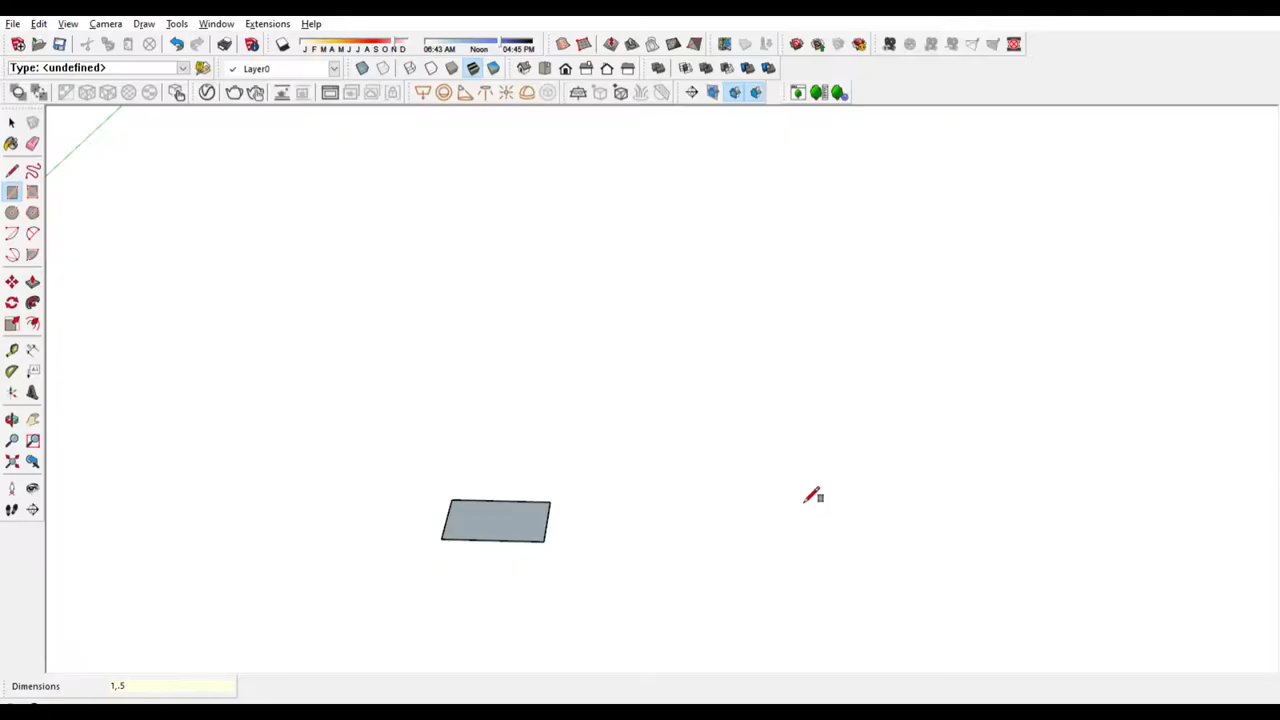 File Edit View Camera Draw Tools Window Extensions Help
J F M A M J J A S O N D 06:43 AM Noon 04:45 PM
Type: <undefined> ✓ Layer0
Dimensions 1,.5